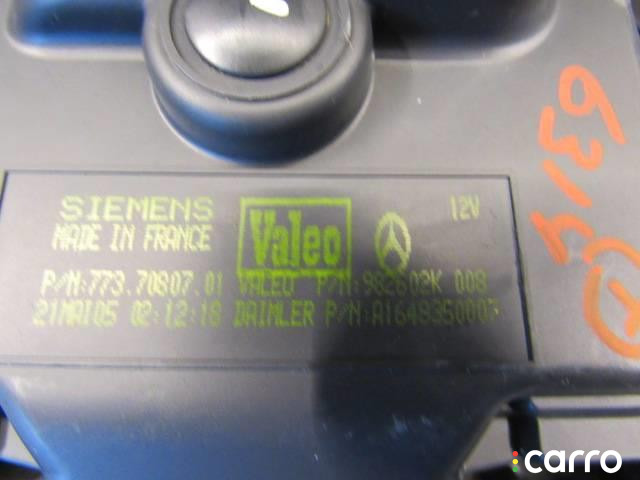 SIEMENS
MADE IN FRANCE
Valeo
12V
P/N:773.70807.01 VALEO P/N:982602K 008
21MAI05 02:12:18 DAIMLER P/N:A1648350007
6319
carro